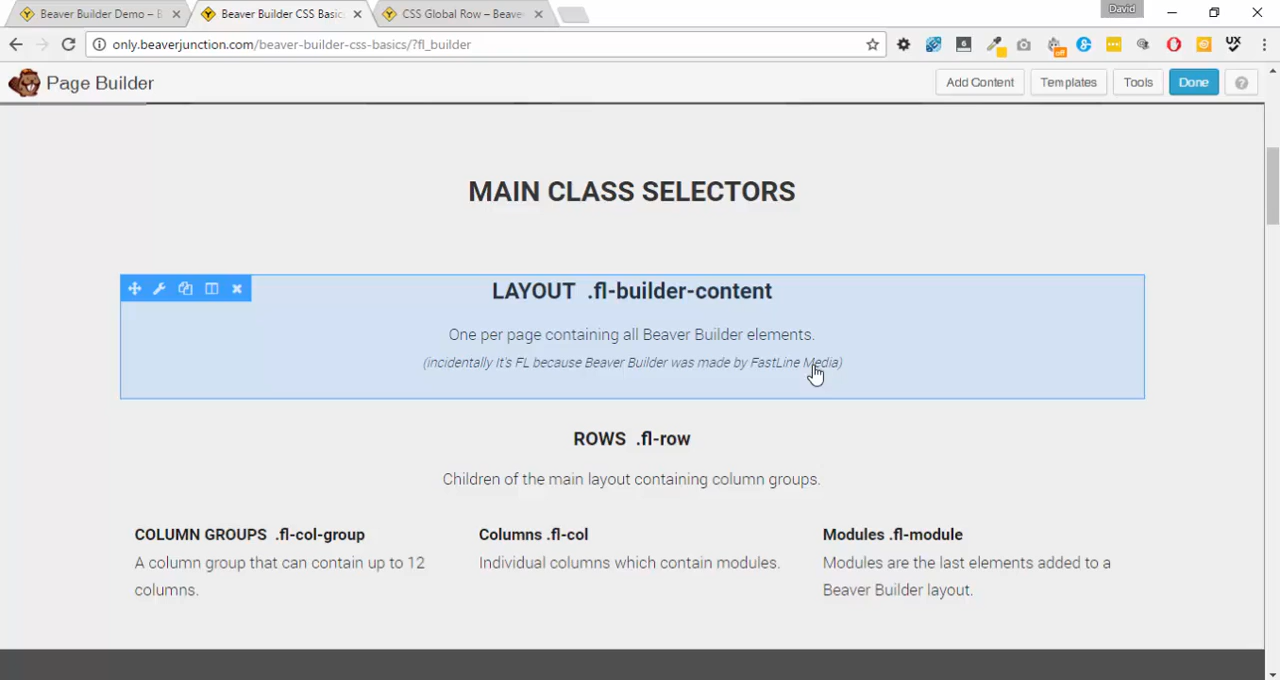 David
Beaver Builder Demo – B
Beaver Builder CSS Basic
CSS Global Row – Beaver
only.beaverjunction.com/beaver-builder-css-basics/?fl_builder
6
off
UX
Page Builder
Add Content
Templates
Tools
Done
?
MAIN CLASS SELECTORS
LAYOUT .fl-builder-content
One per page containing all Beaver Builder elements.
(incidentally It's FL because Beaver Builder was made by FastLine Media)
ROWS .fl-row
Children of the main layout containing column groups.
COLUMN GROUPS .fl-col-group
A column group that can contain up to 12
columns.
Columns .fl-col
Individual columns which contain modules.
Modules .fl-module
Modules are the last elements added to a
Beaver Builder layout.